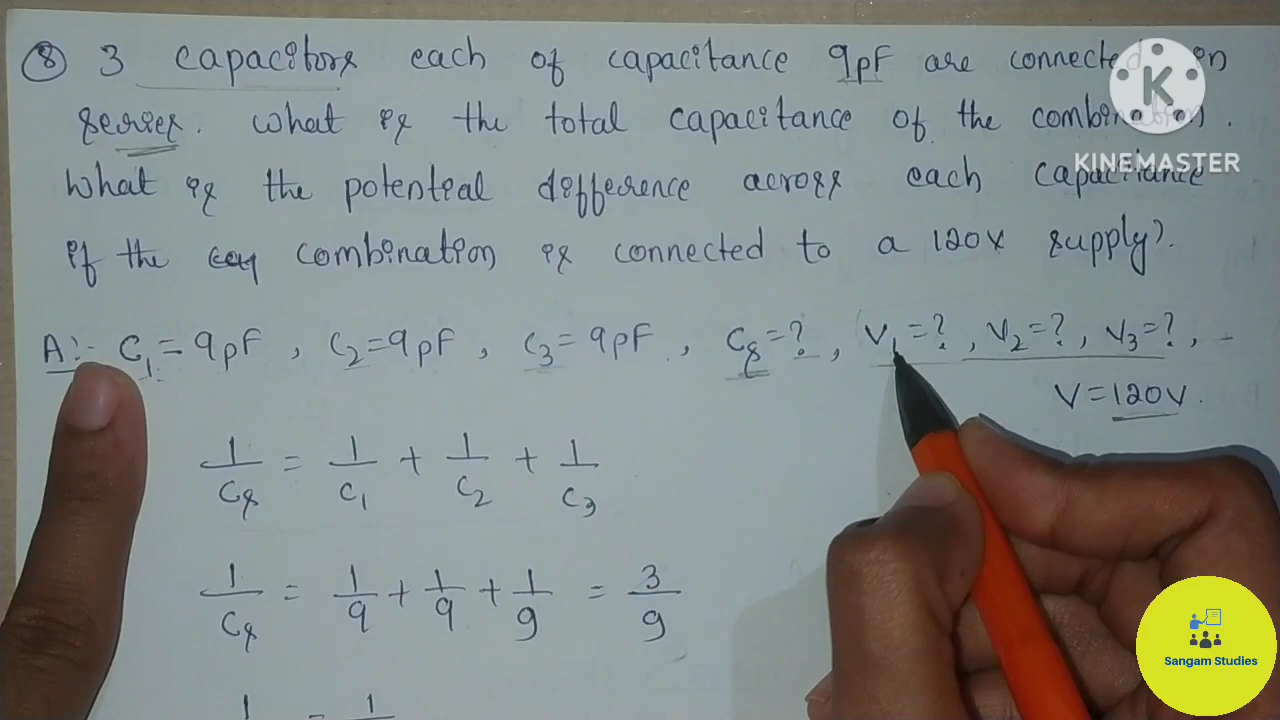 8 3 capacitors each of capacitance 9pF are connected in
series. What is the total capacitance of the combination.
What is the potential difference across each capacitance
if the combination is connected to a 120V supply?.
A:- C1 = 9pF, C2 = 9pF, C3 = 9pF, Cs = ?, V1 = ?, V2 = ?, V3 = ?,
V = 120V.
1/Cs = 1/C1 + 1/C2 + 1/C3
1/Cs = 1/9 + 1/9 + 1/9 = 3/9
1 = 1
K
KINEMASTER
Sangam Studies